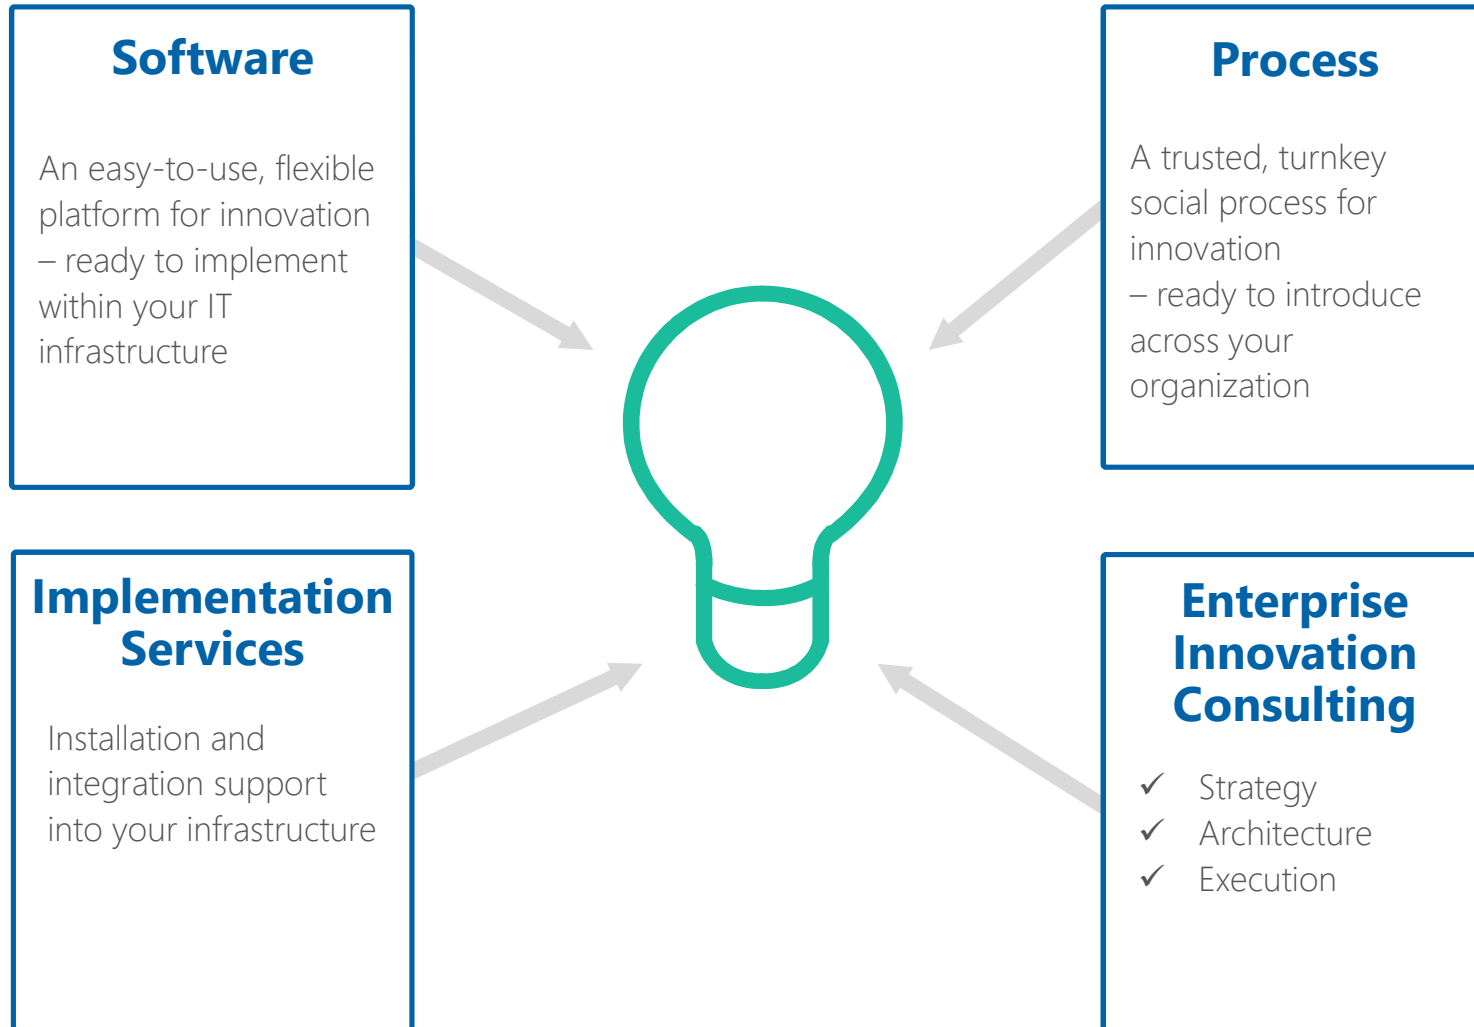 Software
An easy-to-use, flexible
platform for innovation
– ready to implement
within your IT
infrastructure
Process
A trusted, turnkey
social process for
innovation
– ready to introduce
across your
organization
Implementation
Services
Installation and
integration support
into your infrastructure
Enterprise
Innovation
Consulting
✓ Strategy
✓ Architecture
✓ Execution